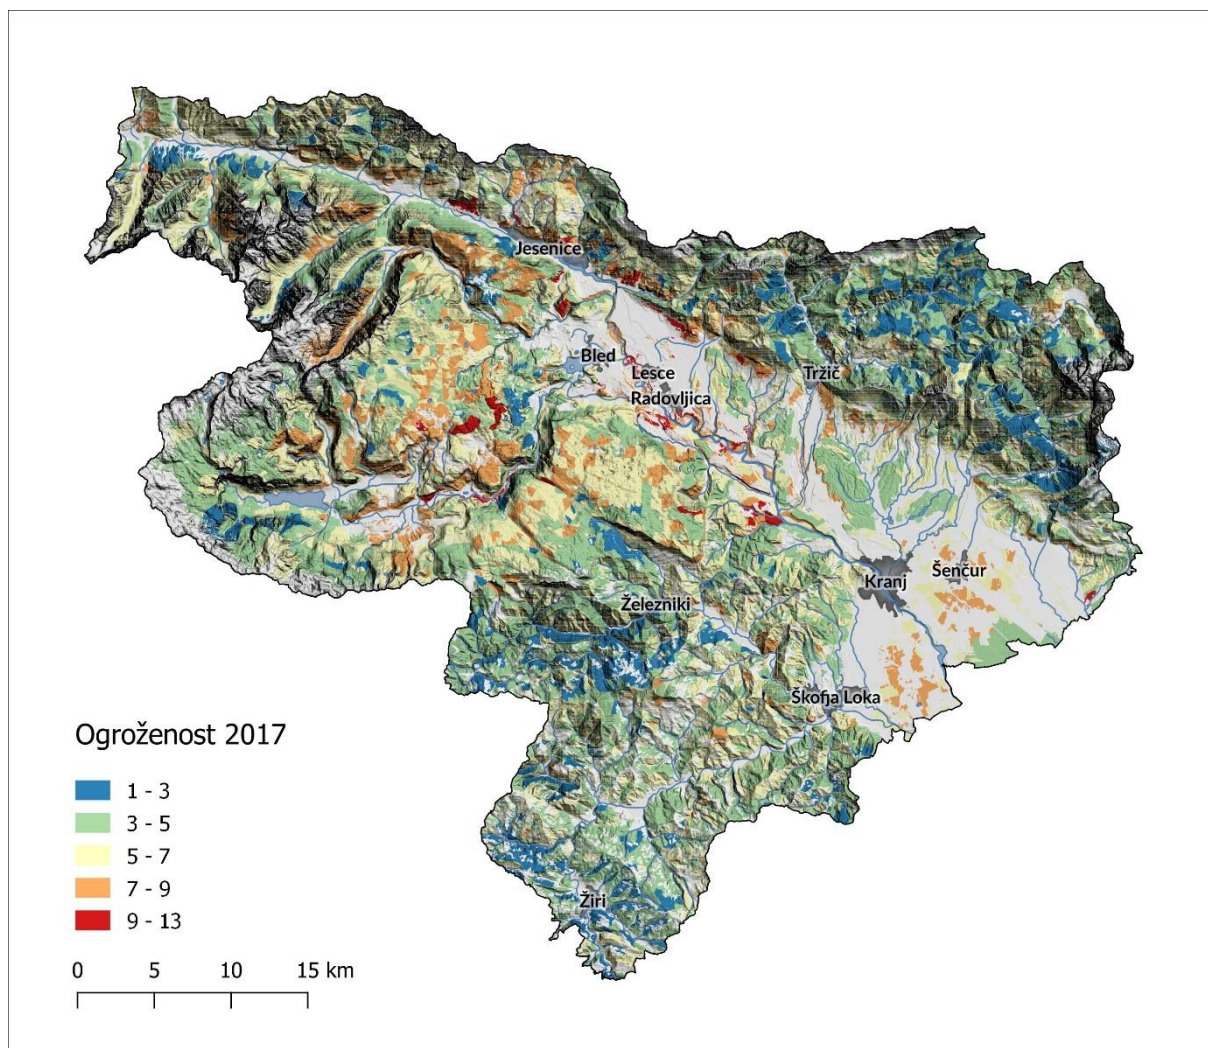 Jesenice
Bled
Lesce
Tržič
Radovljica
Kranj
Šenčur
Železniki
Škofja Loka
Žiri
Ogroženost 2017
1 - 3
3 - 5
5 - 7
7 - 9
9 - 13
0 5 10 15 km